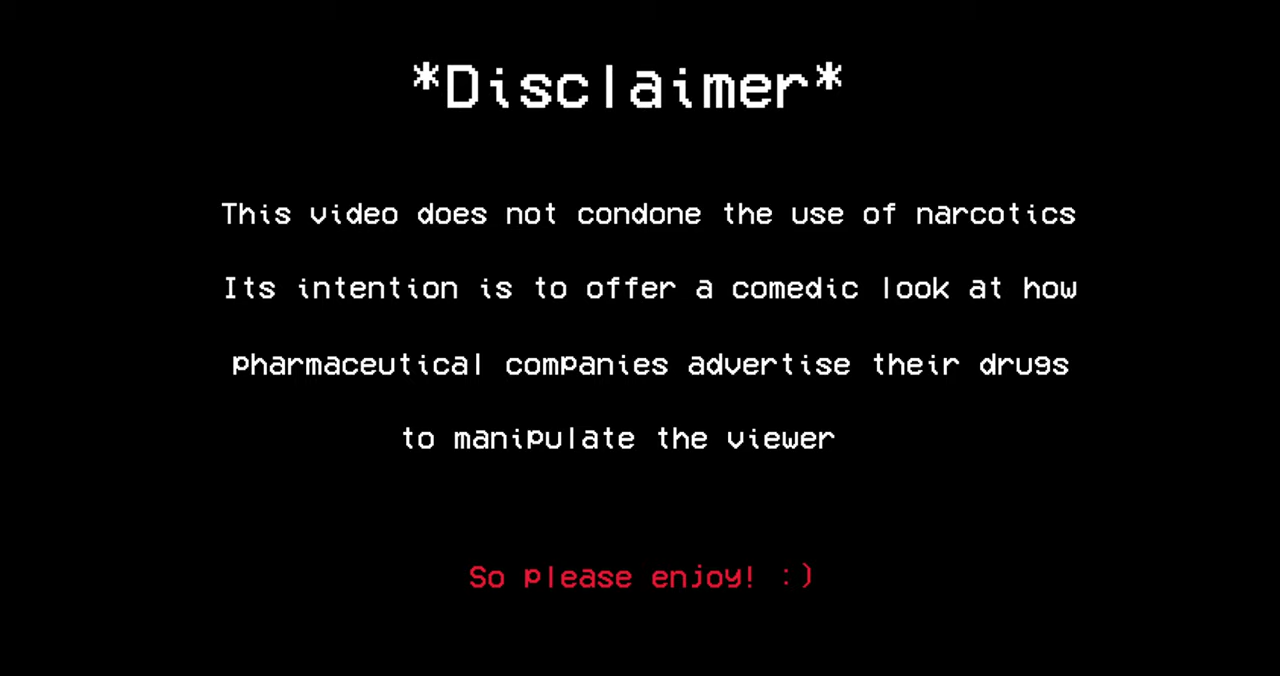 *Disclaimer*
This video does not condone the use of narcotics
Its intention is to offer a comedic look at how
pharmaceutical companies advertise their drugs
to manipulate the viewer
So please enjoy! :)